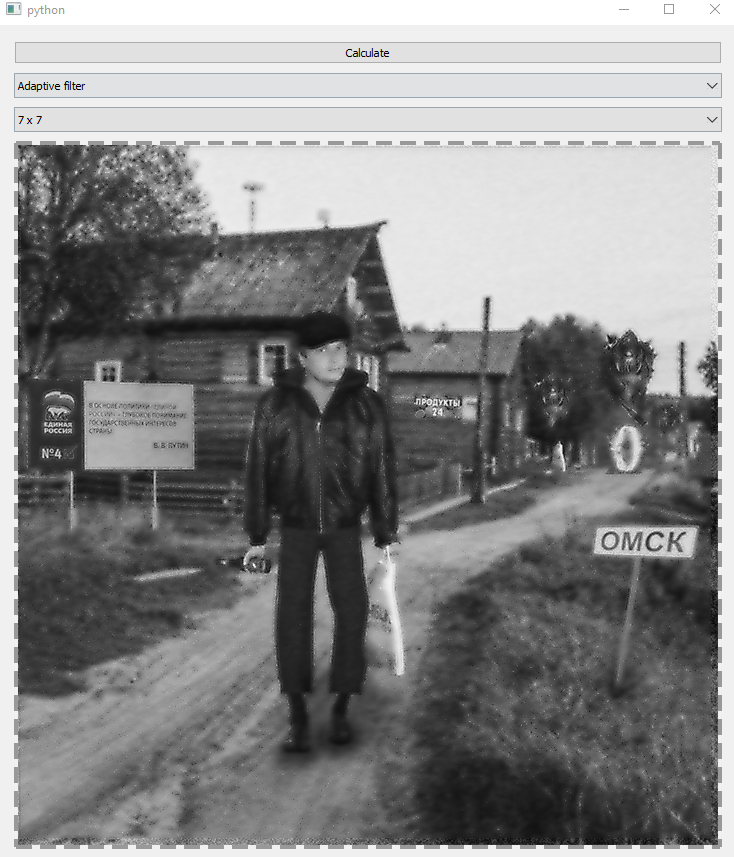 python
Calculate
Adaptive filter
7 x 7
В ОСНОВЕ ПОЛИТИКИ "ЕДИНОЙ
РОССИИ" - ГЛУБОКОЕ ПОНИМАНИЕ
ГОСУДАРСТВЕННЫХ ИНТЕРЕСОВ
СТРАНЫ
В. В. ПУТИН
ЕДИНАЯ
РОССИЯ
№4
ПРОДУКТЫ
24
ОМСК